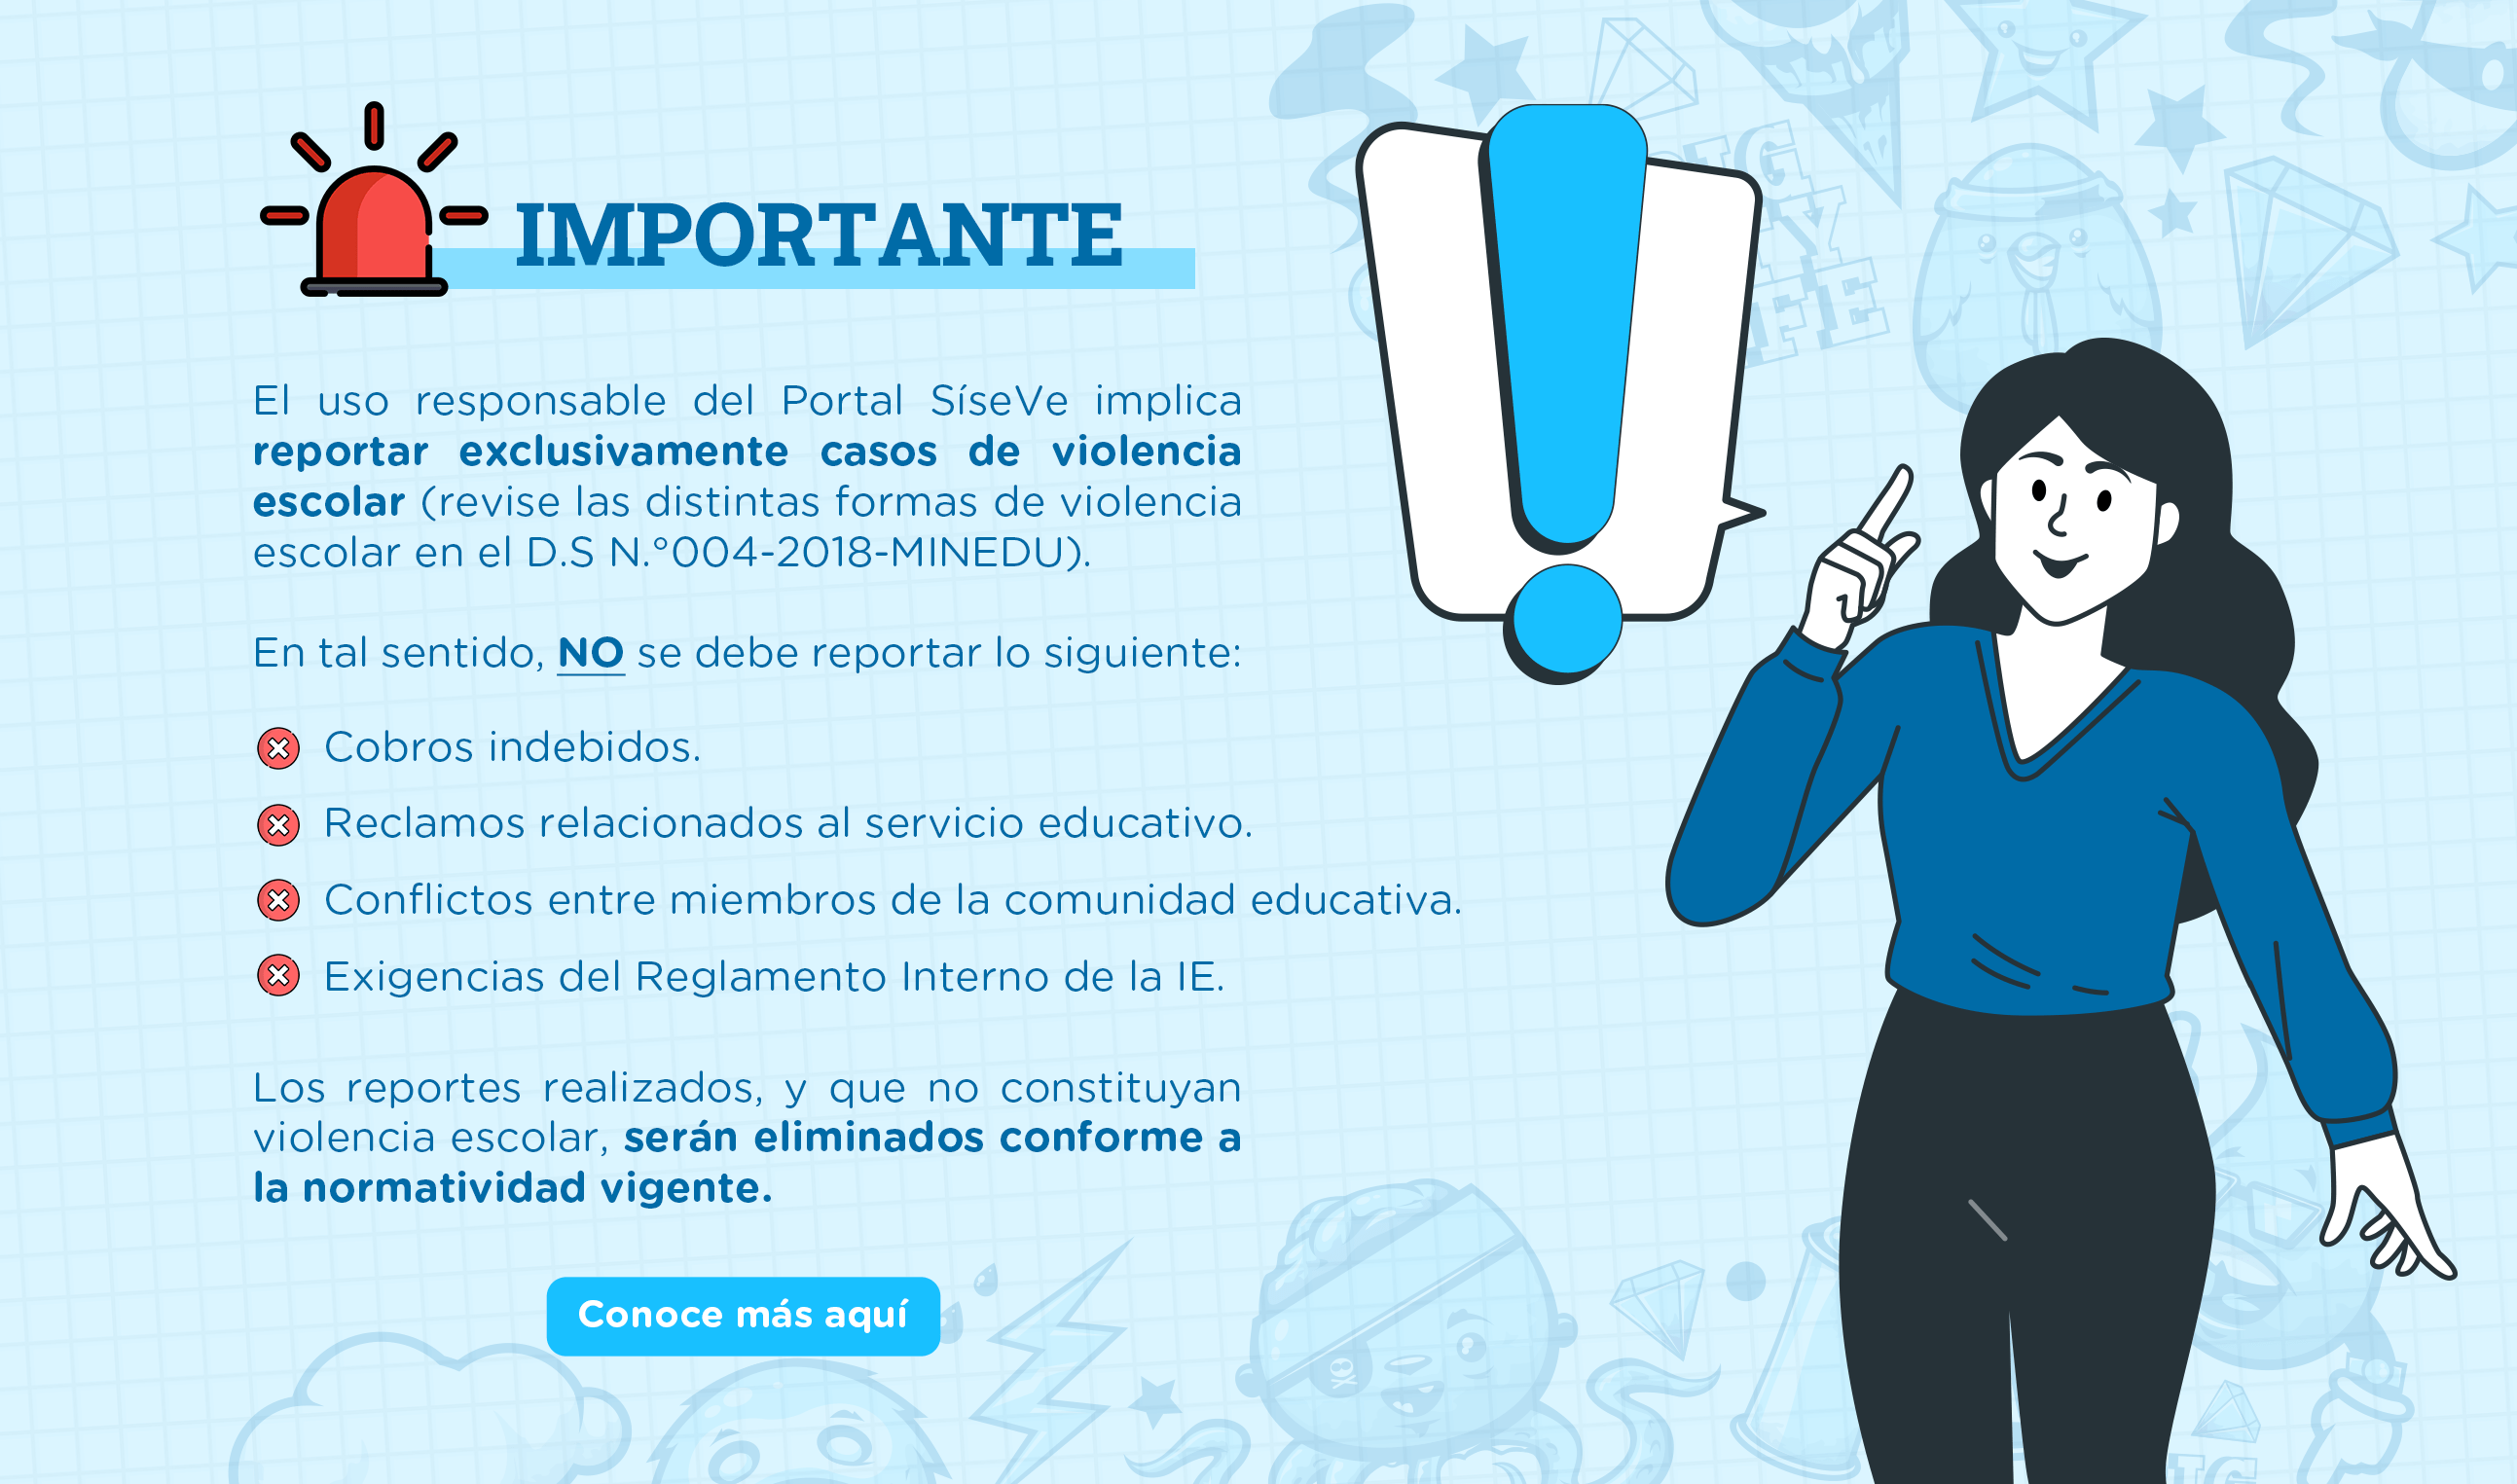 IMPORTANTE
El uso responsable del Portal SíseVe implica
reportar exclusivamente casos de violencia
escolar (revise las distintas formas de violencia
escolar en el D.S N.°004-2018-MINEDU).
En tal sentido, NO se debe reportar lo siguiente:
Cobros indebidos.
Reclamos relacionados al servicio educativo.
Conflictos entre miembros de la comunidad educativa.
Exigencias del Reglamento Interno de la IE.
Los reportes realizados, y que no constituyan
violencia escolar, serán eliminados conforme a
la normatividad vigente.
Conoce más aquí